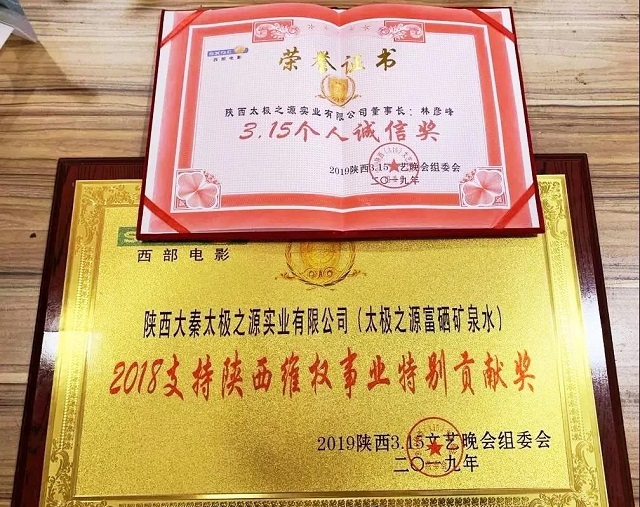 西部电影
荣誉证书
陕西太极之源实业有限公司董事长：林彦峰
3.15个人诚信奖
2019陕西3.15文艺晚会组委会
二〇一九年
西部电影
陕西大秦太极之源实业有限公司（太极之源富硒矿泉水）
2018支持陕西维权事业特别贡献奖
2019陕西3.15文艺晚会组委会
二〇一九年